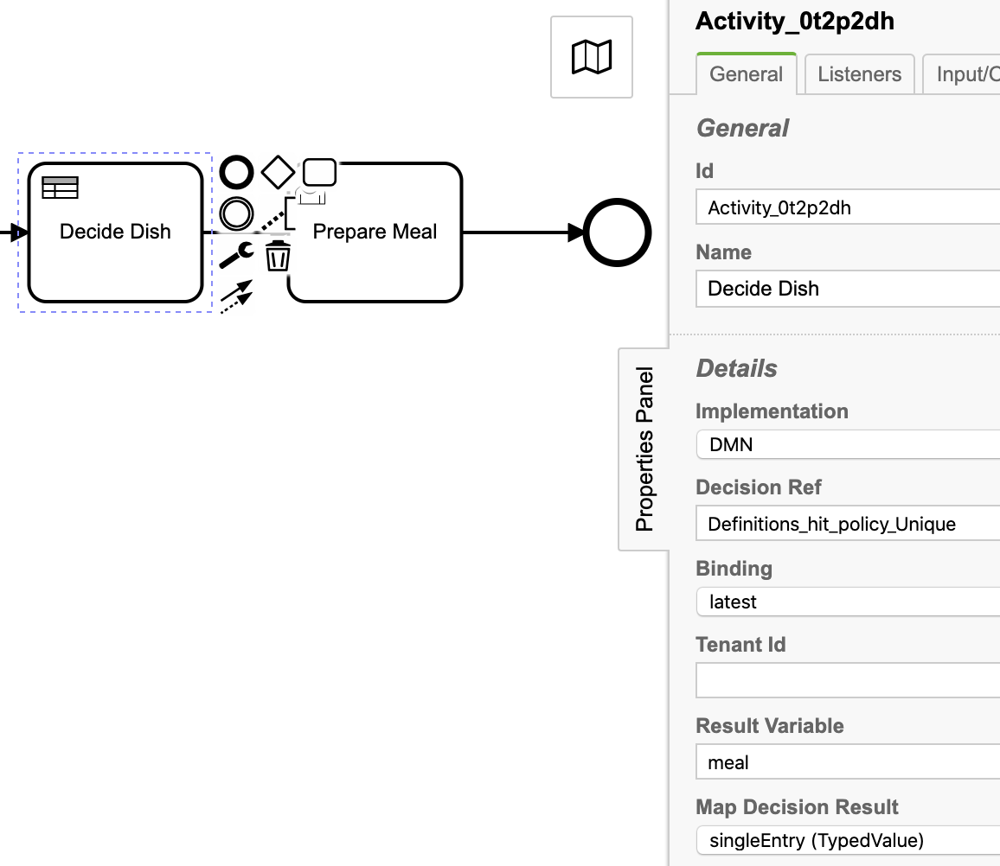 Activity_0t2p2dh
General
Listeners
Input/O
General
Id
Activity_0t2p2dh
Name
Decide Dish
Details
Implementation
DMN
Decision Ref
Definitions_hit_policy_Unique
Binding
latest
Tenant Id
Result Variable
meal
Map Decision Result
singleEntry (TypedValue)
Properties Panel
Decide Dish
Prepare Meal